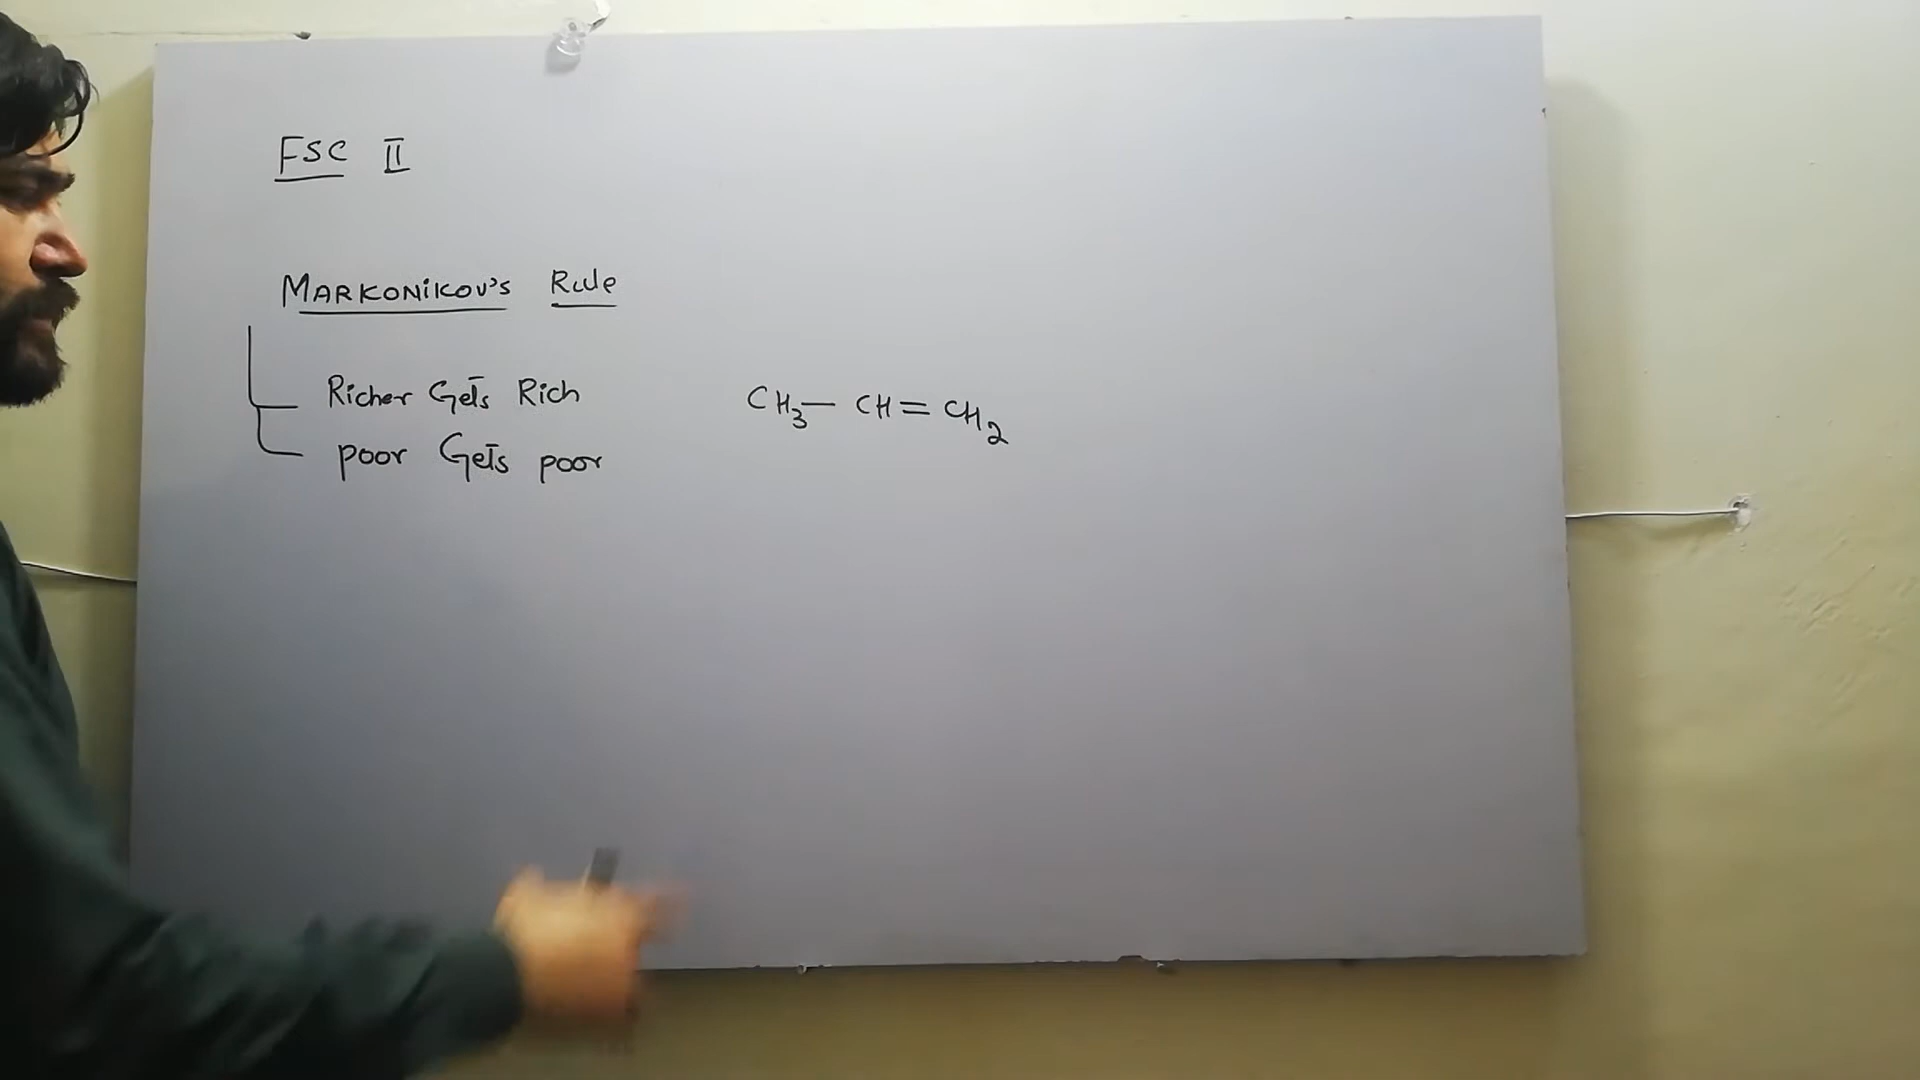 FSC II
MARKONiKOV'S Rule
Richer Gets Rich
poor Gets poor
CH₃— CH = CH₂